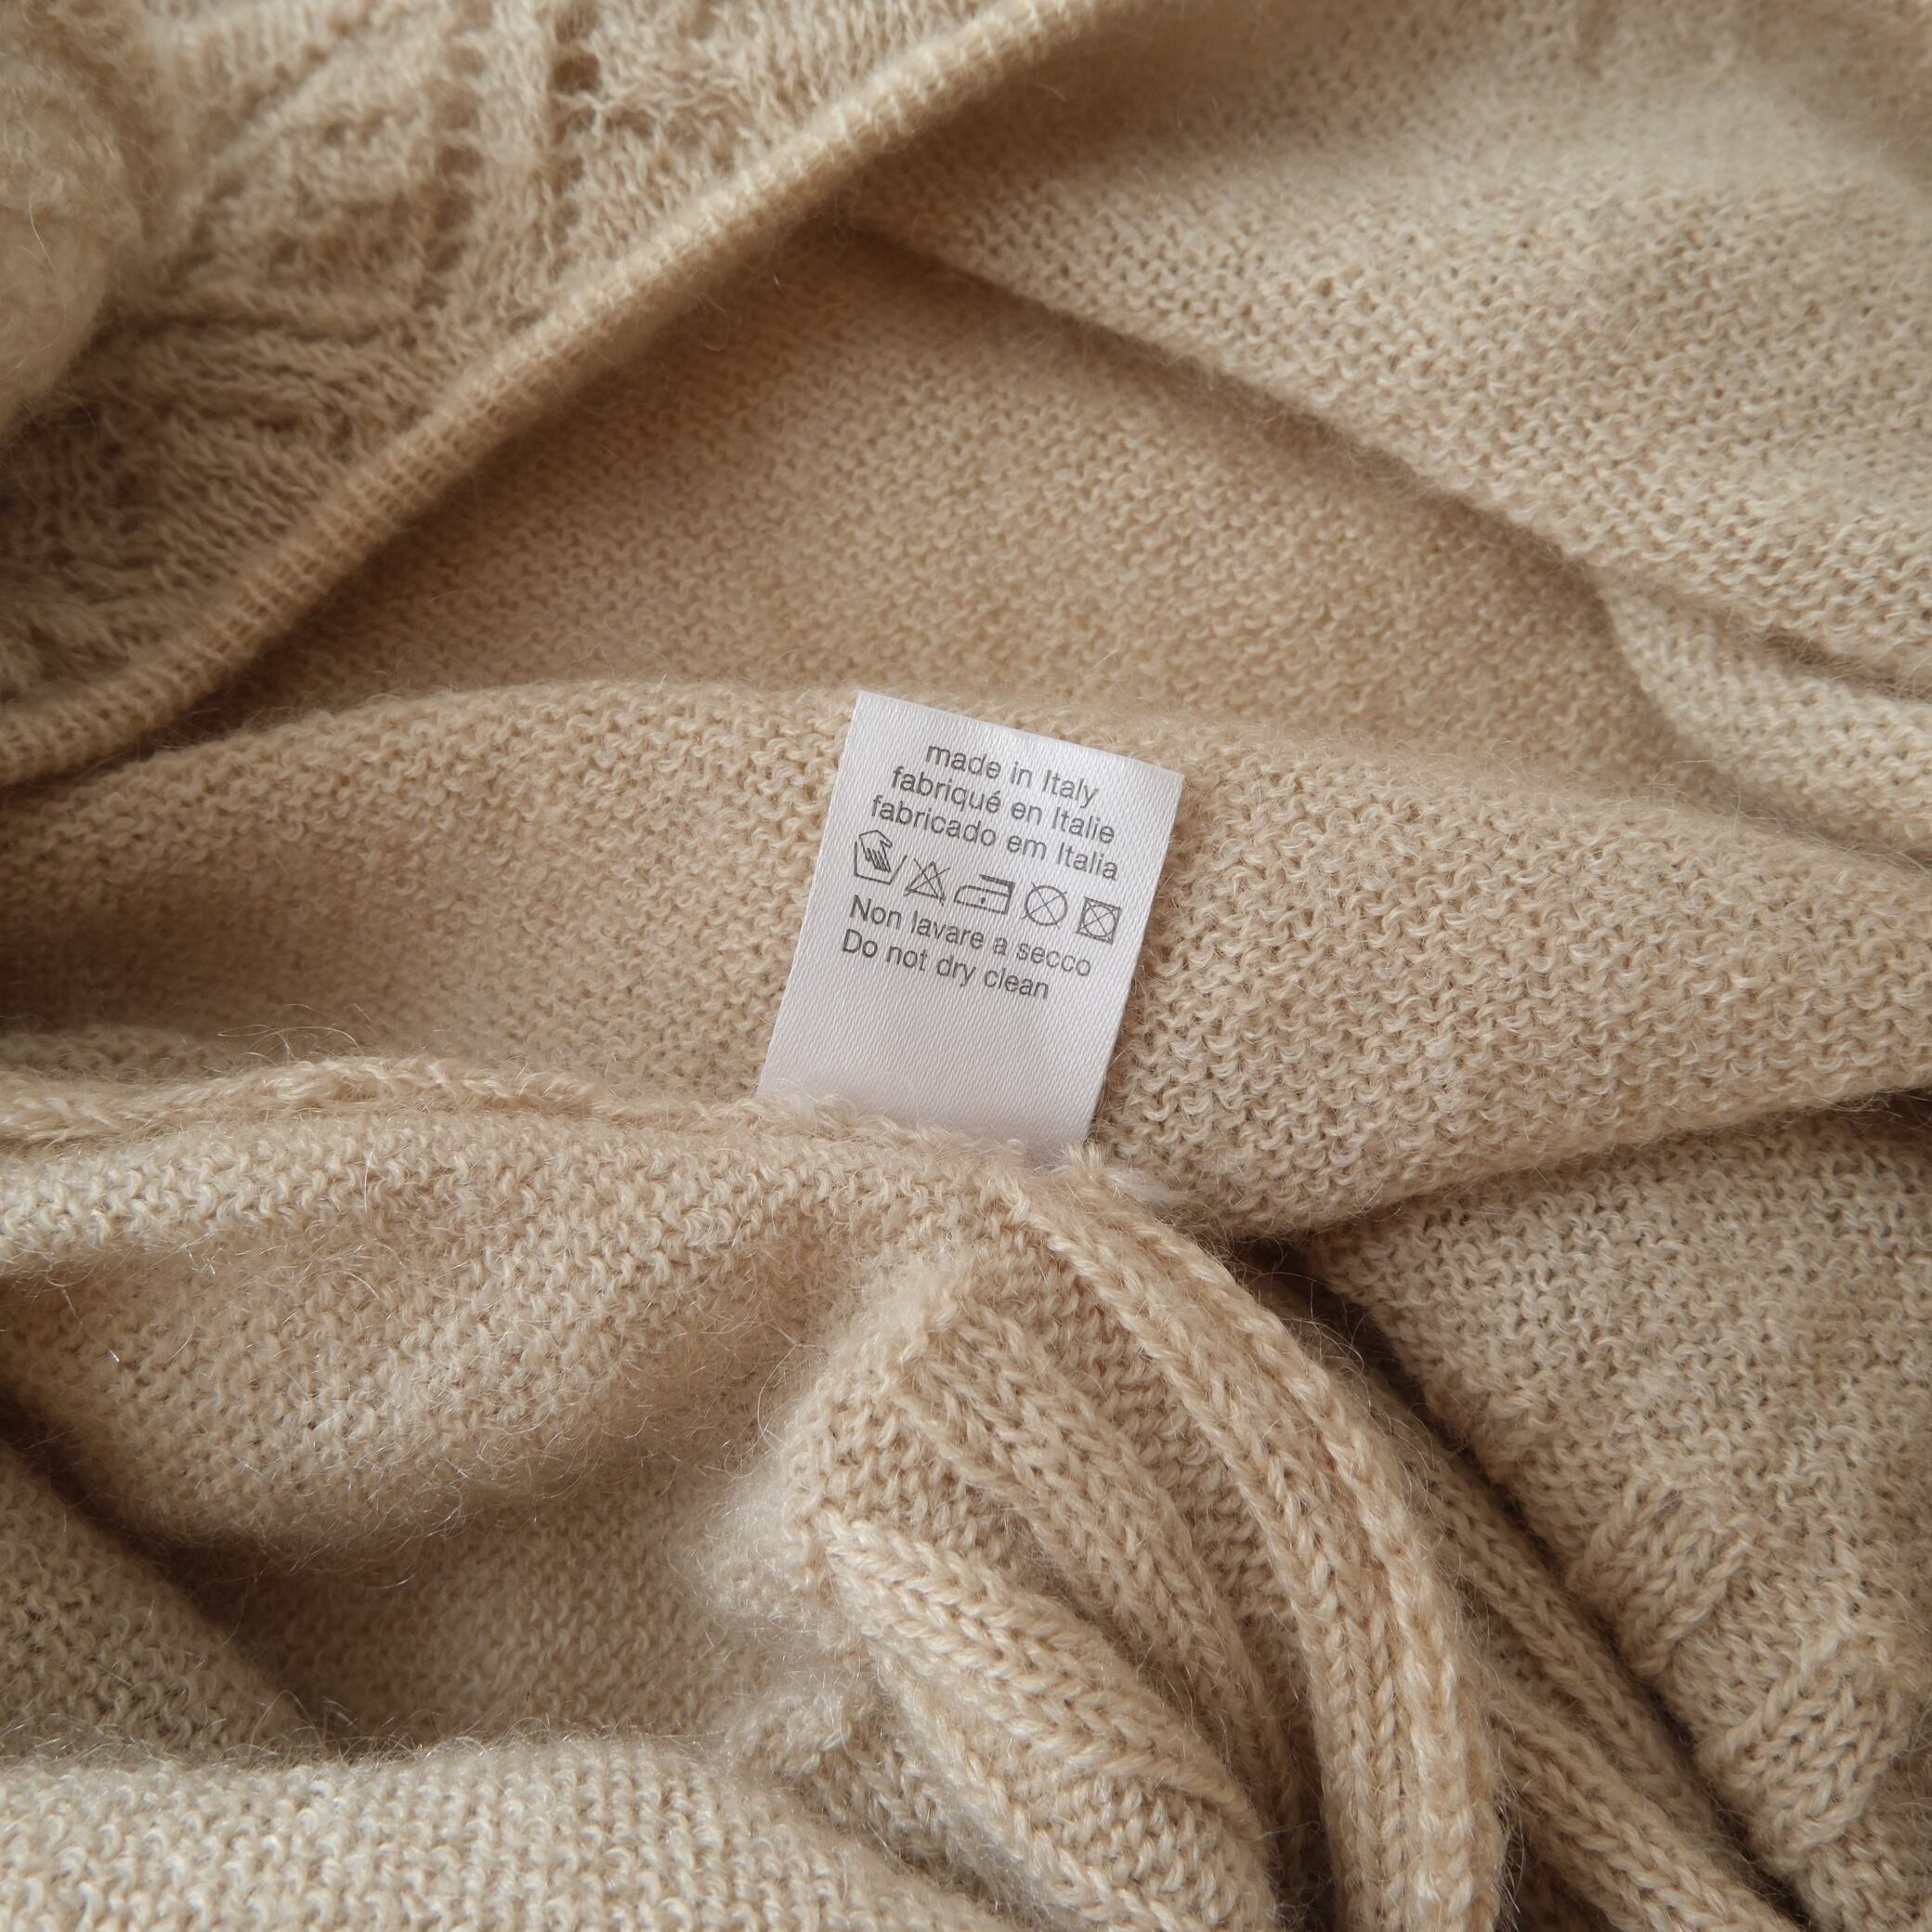 made in Italy
fabriqué en Italie
fabricado em Italia
Non lavare a secco
Do not dry clean